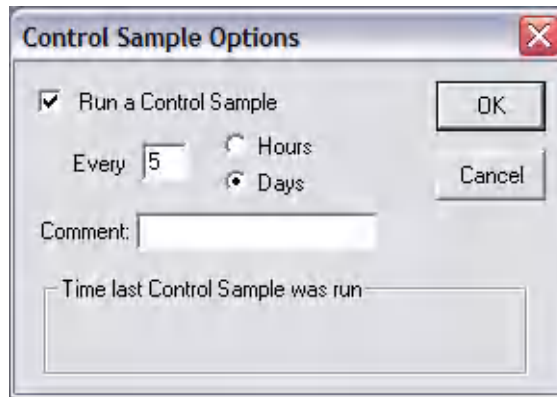 Control Sample Options
Run a Control Sample
OK
Every 5
Hours
Days
Cancel
Comment:
Time last Control Sample was run